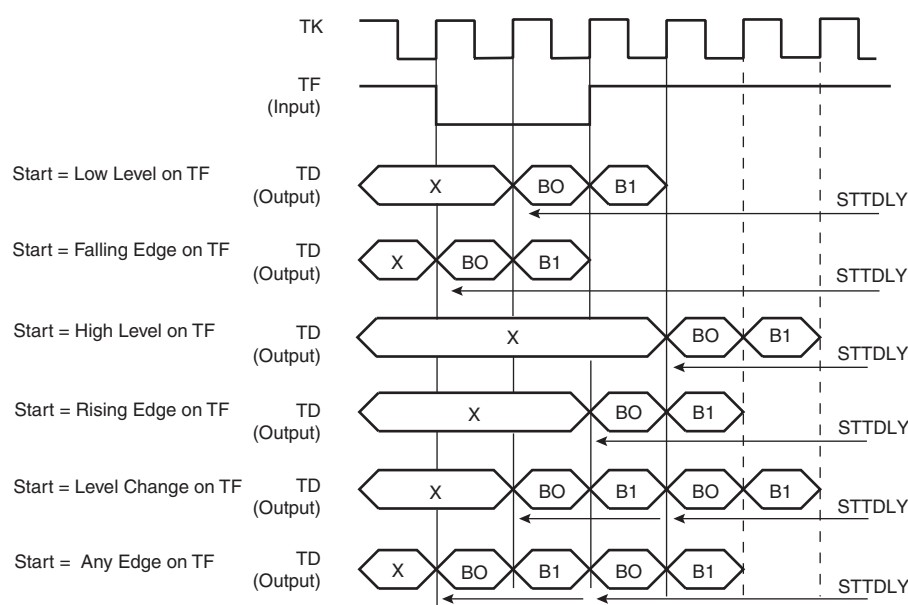 TK
TF
(Input)
Start = Low Level on TF
TD
(Output)
X
BO
B1
STTDLY
Start = Falling Edge on TF
TD
(Output)
X
BO
B1
STTDLY
Start = High Level on TF
TD
(Output)
X
BO
B1
STTDLY
Start = Rising Edge on TF
TD
(Output)
X
BO
B1
STTDLY
Start = Level Change on TF
TD
(Output)
X
BO
B1
BO
B1
STTDLY
Start = Any Edge on TF
TD
(Output)
X
BO
B1
BO
B1
STTDLY